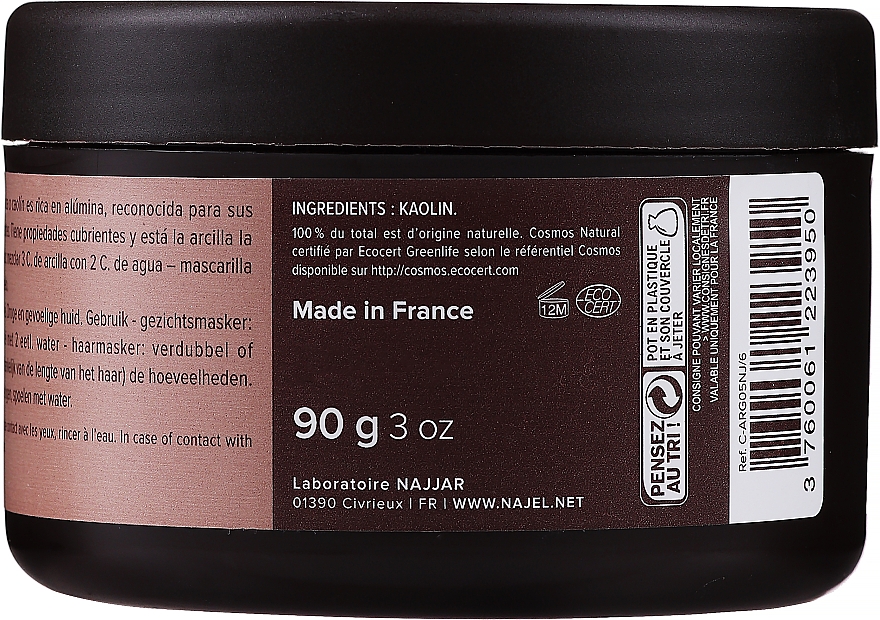 caolín es rica en alúmina, reconocida para sus
Tiene propiedades cubrientes y está la arcilla la
3 C. de arcilla con 2 C. de agua – mascarilla
en gevoelige huid. Gebruik - gezichtsmasker:
met 2 eetl. water - haarmasker: verdubbel of
van de lengte van het haar) de hoeveelheden.
spoelen met water.
contact avec les yeux, rincer à l'eau. In case of contact with
INGREDIENTS : KAOLIN.
100 % du total est d'origine naturelle. Cosmos Natural
certifié par Ecocert Greenlife selon le référentiel Cosmos
disponible sur http://cosmos.ecocert.com
Made in France
12M
ECO
CERT
90 g 3 oz
Laboratoire NAJJAR
01390 Civrieux | FR | WWW.NAJEL.NET
POT EN PLASTIQUE
ET SON COUVERCLE
À JETER
PENSEZ
AU TRI !
CONSIGNE POUVANT VARIER LOCALEMENT
> WWW.CONSIGNESDETRI.FR
VALABLE UNIQUEMENT POUR LA FRANCE
Ref. C-ARG05NJ/6
3 760061 223950